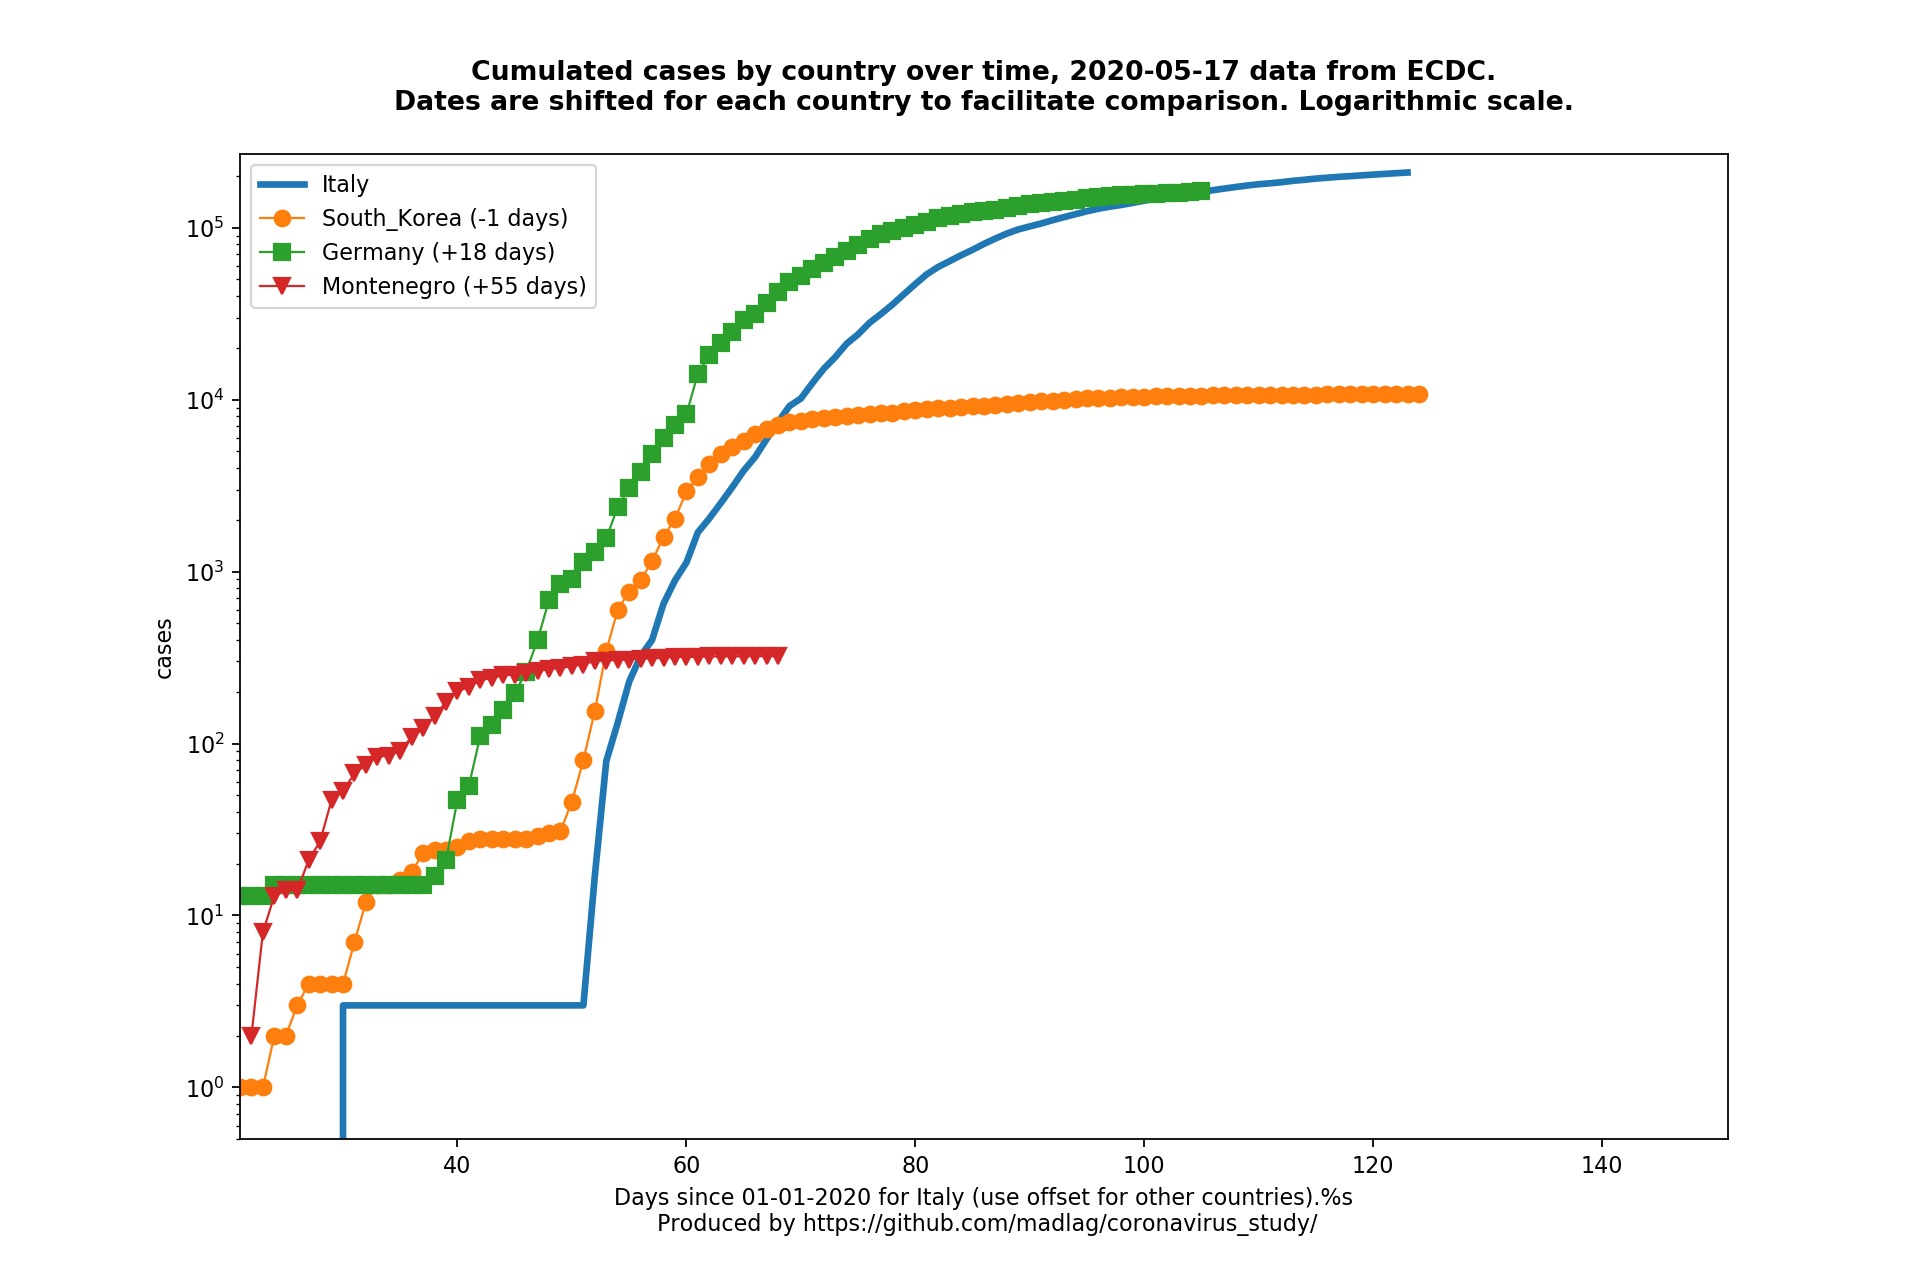 Cumulated cases by country over time, 2020-05-17 data from ECDC.
Dates are shifted for each country to facilitate comparison. Logarithmic scale.
Italy
South_Korea (-1 days)
Germany (+18 days)
Montenegro (+55 days)
10^5
10^4
10^3
10^2
10^1
10^0
cases
40 60 80 100 120 140
Days since 01-01-2020 for Italy (use offset for other countries).%s
Produced by https://github.com/madlag/coronavirus_study/